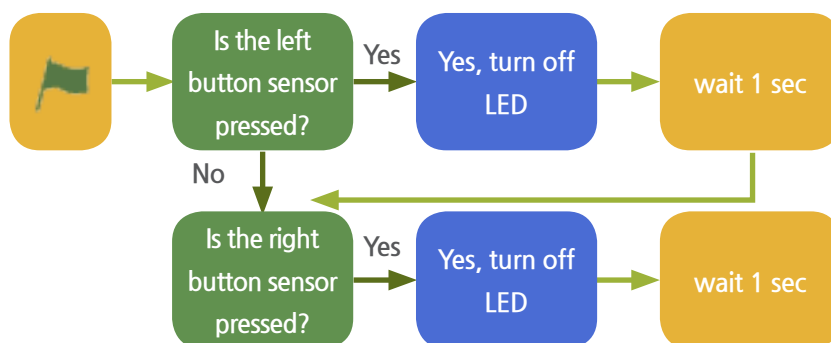 Is the left
button sensor
pressed?
Yes
Yes, turn off
LED
wait 1 sec
No
Is the right
button sensor
pressed?
Yes
Yes, turn off
LED
wait 1 sec